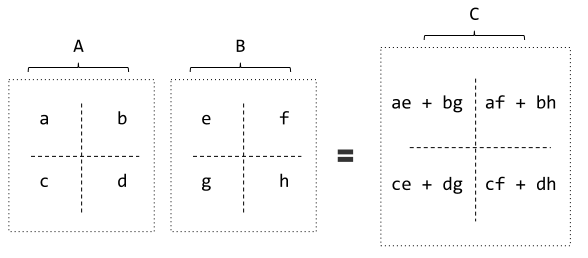 A B C
a b e f
= ae + bg af + bh
c d g h
ce + dg cf + dh